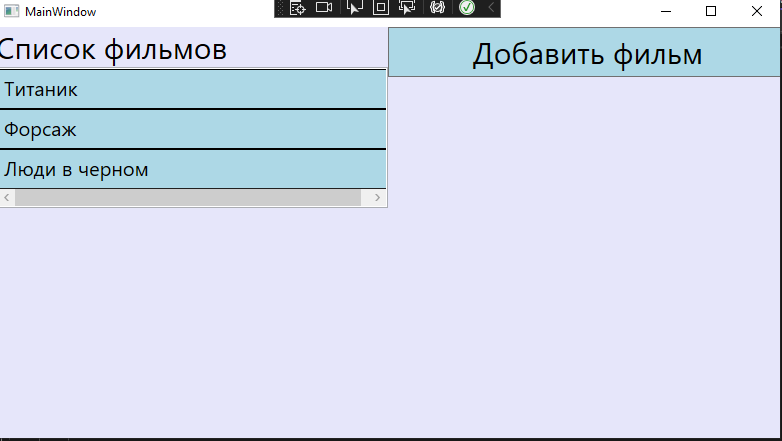 MainWindow
Список фильмов
Добавить фильм
Титаник
Форсаж
Люди в черном